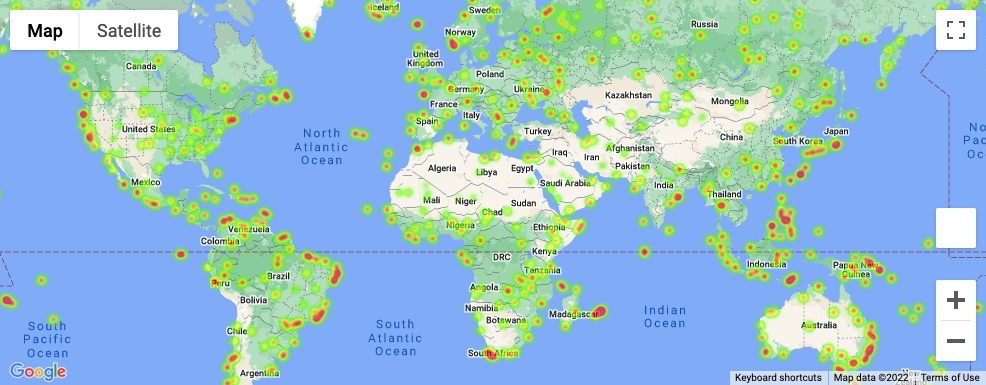 Map Satellite
Iceland
Sweden
Russia
Norway
Canada
United
Kingdom
Poland
Germany
Ukraine
Kazakhstan
Mongolia
France
Italy
Spain
United States
North
Atlantic
Ocean
Turkey
China
South Korea
Japan
Afghanistan
Iraq
Iran
Pakistan
Algeria
Libya
Egypt
Saudi Arabia
India
Mexico
Mali
Niger
Chad
Sudan
Thailand
Venezuela
Colombia
Nigeria
Ethiopia
Kenya
DRC
Tanzania
Indonesia
Papua New
Guinea
Brazil
Peru
Bolivia
Angola
Namibia
Botswana
Madagascar
Indian
Ocean
Australia
South
Pacific
Ocean
South
Atlantic
Ocean
Chile
South Africa
Argentina
Google
Keyboard shortcuts Map data ©2022 Terms of Use